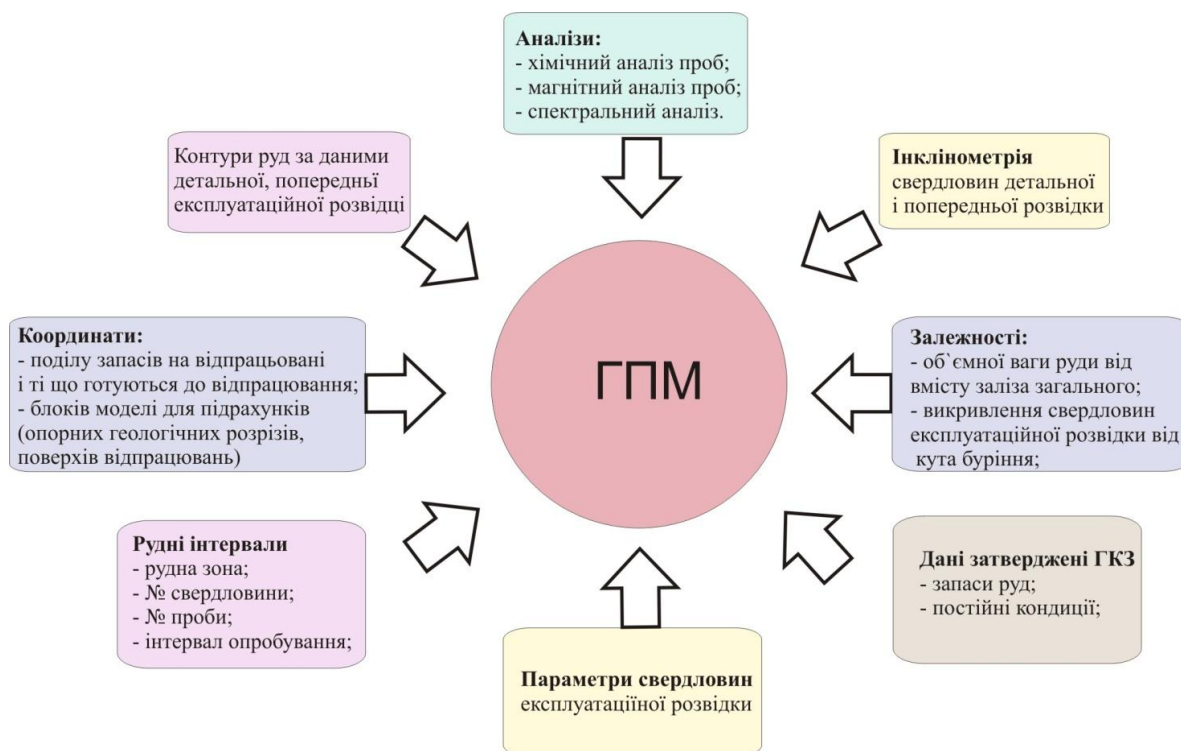 Аналізи:
- хімічний аналіз проб;
- магнітний аналіз проб;
- спектральний аналіз.
Контури руд за даними
детальної, попередньї
експлуатаційної розвідці
Інклінометрія
свердловин детальної
і попередньої розвідки
Координати:
- поділу запасів на відпрацьовані
і ті що готуються до відпрацювання;
- блоків моделі для підрахунків
(опорних геологічних розрізів,
поверхів відпрацювань)
ГПМ
Залежності:
- об`ємної ваги руди від
вмісту заліза загального;
- викривлення свердловин
експлуатаційної розвідки від
кута буріння;
Рудні інтервали
- рудна зона;
- № свердловини;
- № проби;
- інтервал опробування;
Параметри свердловин
експлуатаціїної розвідки
Дані затверджені ГКЗ
- запаси руд;
- постійні кондиції;